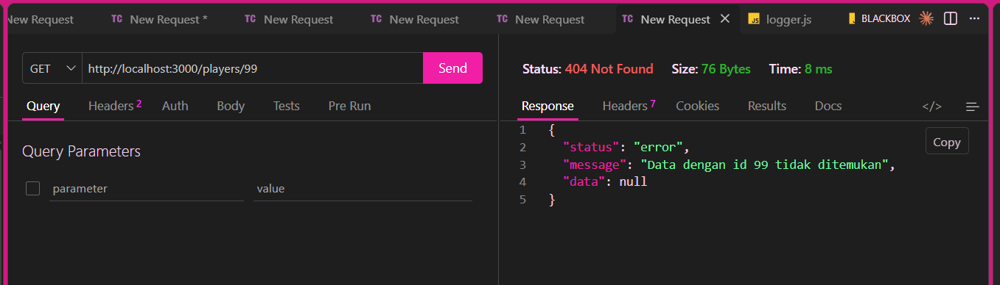 New Request TC New Request * TC New Request TC New Request TC New Request TC New Request × JS logger.js BLACKBOX ...
GET http://localhost:3000/players/99 Send
Query Headers 2 Auth Body Tests Pre Run
Query Parameters
parameter value
Status: 404 Not Found Size: 76 Bytes Time: 8 ms
Response Headers 7 Cookies Results Docs </>
Copy
1 {
2 "status": "error",
3 "message": "Data dengan id 99 tidak ditemukan",
4 "data": null
5 }